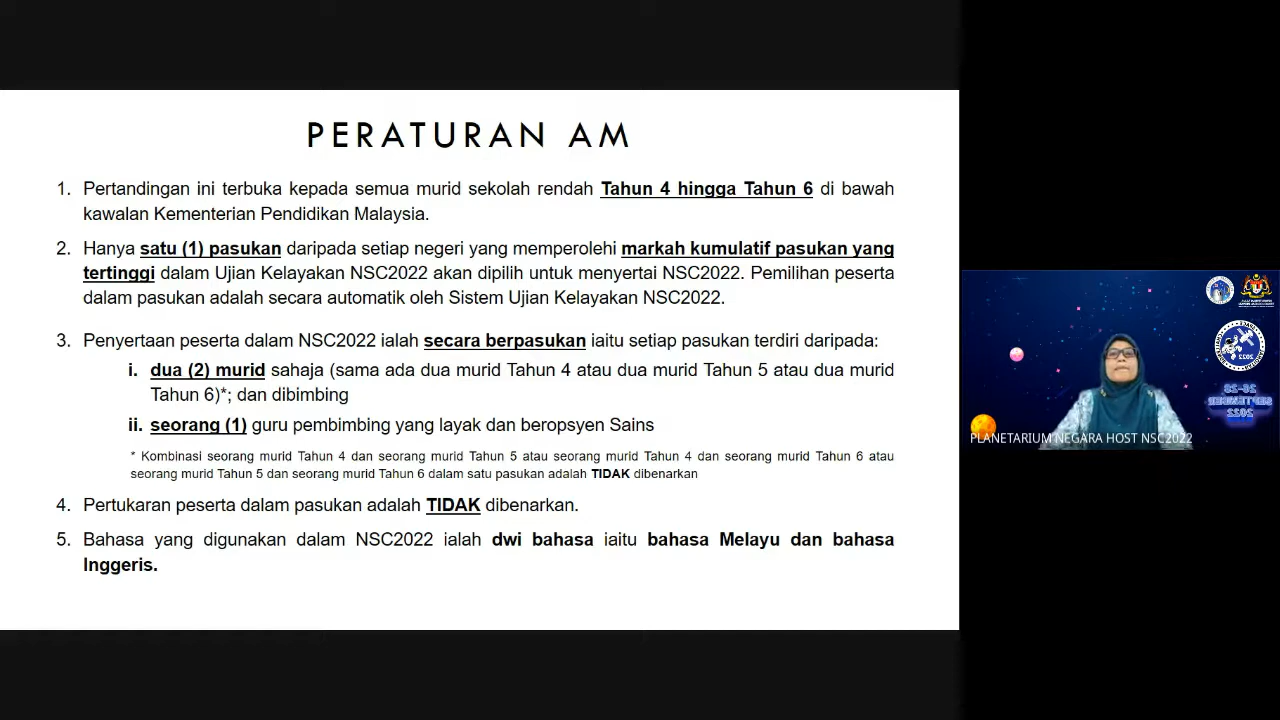 PERATURAN AM
1. Pertandingan ini terbuka kepada semua murid sekolah rendah Tahun 4 hingga Tahun 6 di bawah
kawalan Kementerian Pendidikan Malaysia.
2. Hanya satu (1) pasukan daripada setiap negeri yang memperolehi markah kumulatif pasukan yang
tertinggi dalam Ujian Kelayakan NSC2022 akan dipilih untuk menyertai NSC2022. Pemilihan peserta
dalam pasukan adalah secara automatik oleh Sistem Ujian Kelayakan NSC2022.
3. Penyertaan peserta dalam NSC2022 ialah secara berpasukan iaitu setiap pasukan terdiri daripada:
i. dua (2) murid sahaja (sama ada dua murid Tahun 4 atau dua murid Tahun 5 atau dua murid
Tahun 6)*; dan dibimbing
ii. seorang (1) guru pembimbing yang layak dan beropsyen Sains
* Kombinasi seorang murid Tahun 4 dan seorang murid Tahun 5 atau seorang murid Tahun 4 dan seorang murid Tahun 6 atau
seorang murid Tahun 5 dan seorang murid Tahun 6 dalam satu pasukan adalah TIDAK dibenarkan
4. Pertukaran peserta dalam pasukan adalah TIDAK dibenarkan.
5. Bahasa yang digunakan dalam NSC2022 ialah dwi bahasa iaitu bahasa Melayu dan bahasa
Inggeris.
26-28
SEPTEMBER
2022
PLANETARIUM NEGARA HOST NSC2022